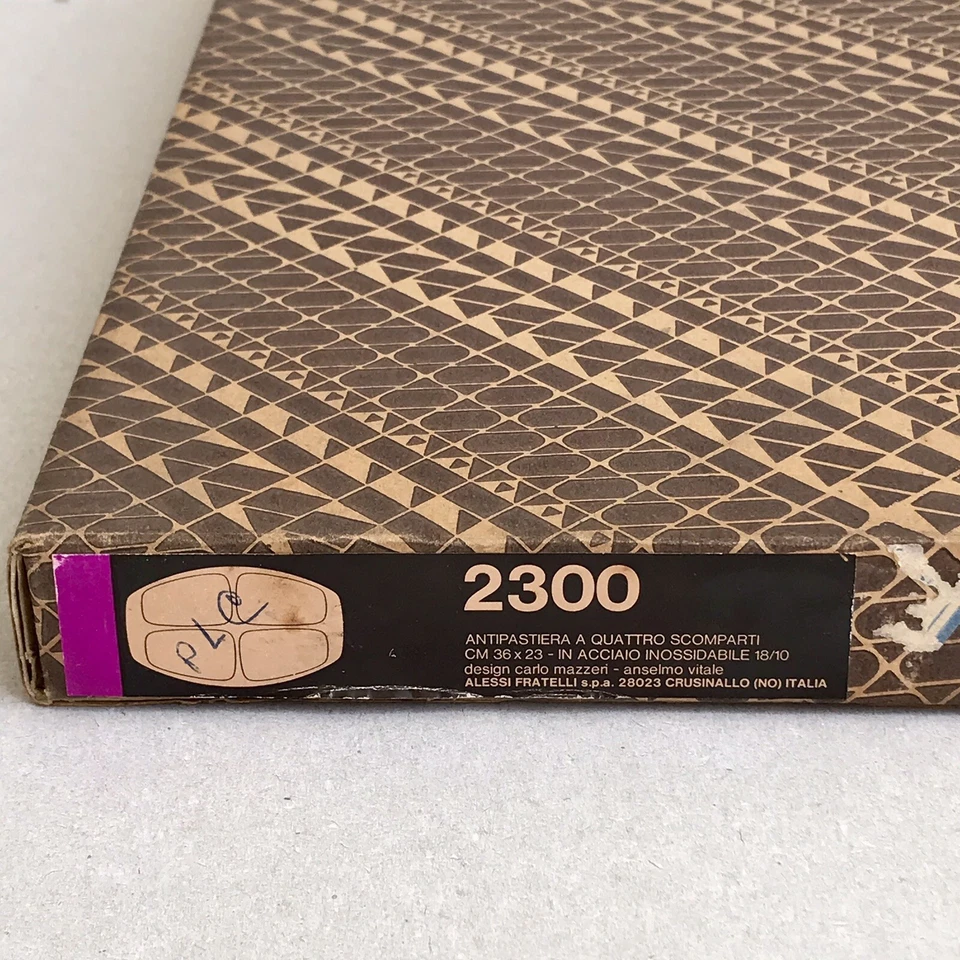 2300
ANTIPASTIERA A QUATTRO SCOMPARTI
CM 36 x 23 - IN ACCIAIO INOSSIDABILE 18/10
design carlo mazzeri - anselmo vitale
ALESSI FRATELLI s.p.a. 28023 CRUSINALLO (NO) ITALIA